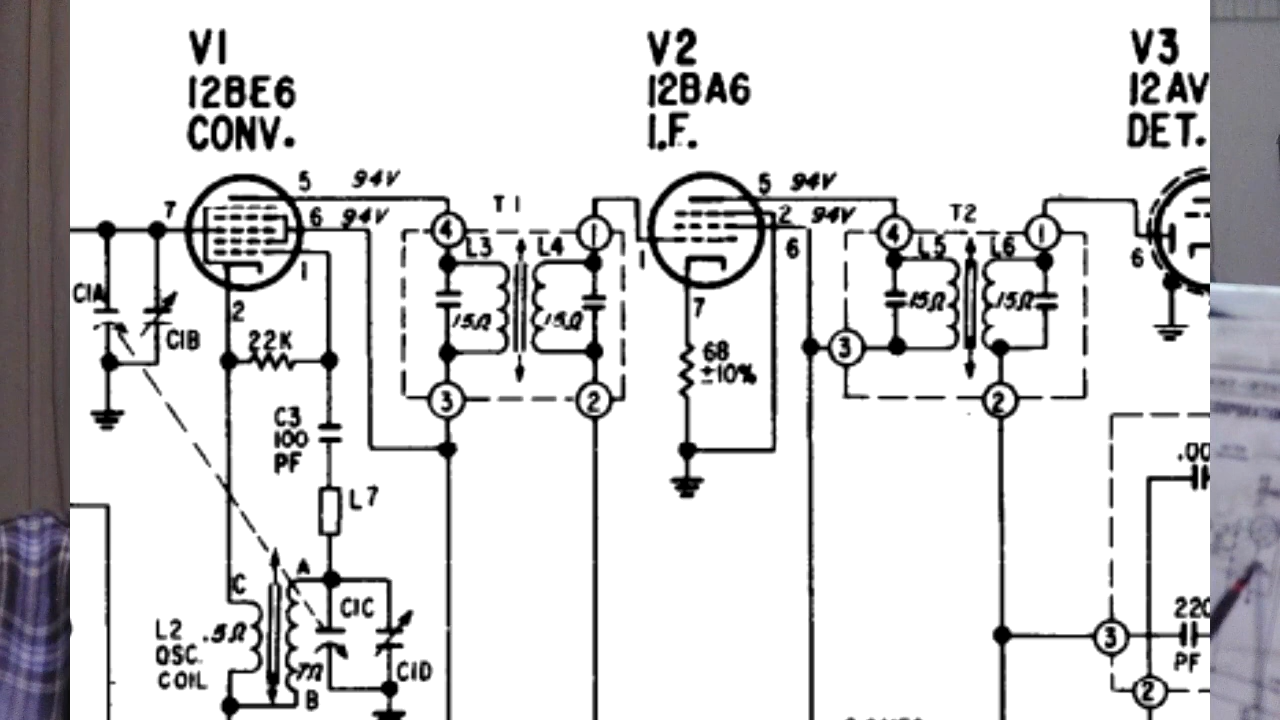 V1
12BE6
CONV.
V2
12BA6
I.F.
V3
12AV
DET.
7
5
94V
6
94V
1
2
T1
4
1
L3
L4
15Ω
15Ω
3
2
5
94V
2
94V
6
1
7
T2
4
1
L5
L6
15Ω
15Ω
3
2
6
C1A
C1B
22K
68
±10%
C3
100
PF
L7
C
A
C1C
L2
.5Ω
OSC.
COIL
B
C1D
.00
220
3
PF
2